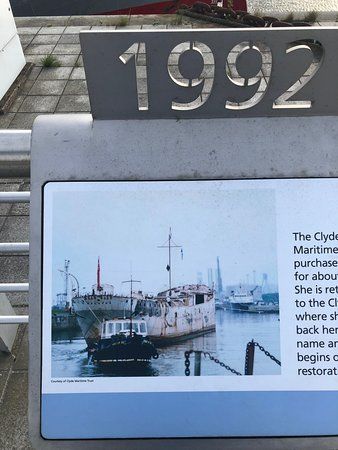 1992
The Clyde
Maritime
purchase
for about
She is ret
to the Cl
where sh
back her
name an
begins o
restorat
Courtesy of Clyde Maritime Trust